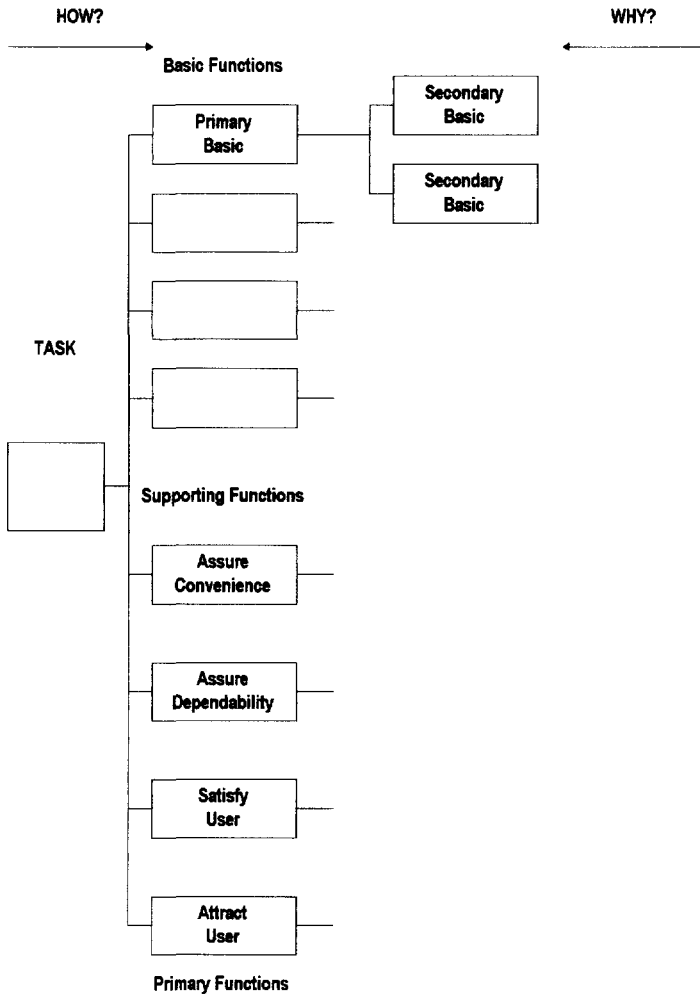 HOW?
WHY?
Basic Functions
Primary
Basic
Secondary
Basic
Secondary
Basic
TASK
Supporting Functions
Assure
Convenience
Assure
Dependability
Satisfy
User
Attract
User
Primary Functions